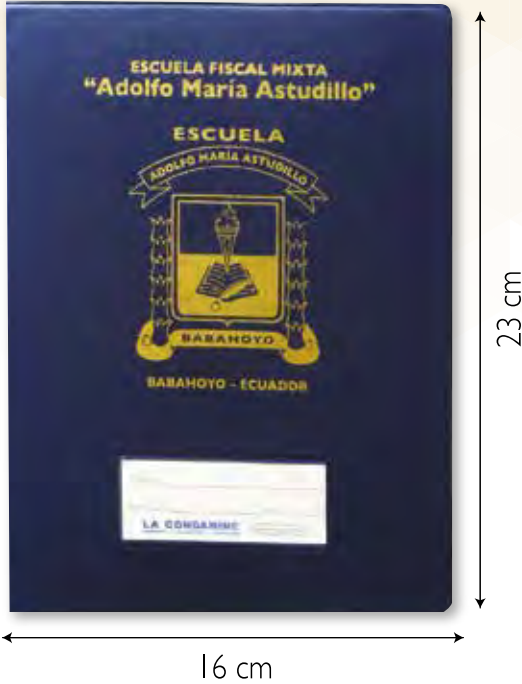 ESCUELA FISCAL MIXTA
“Adolfo María Astudillo”
ESCUELA
ADOLFO MARÍA ASTUDILLO
BABAHOYO
BABAHOYO - ECUADOR
LA CONDAMINE
23 cm
16 cm